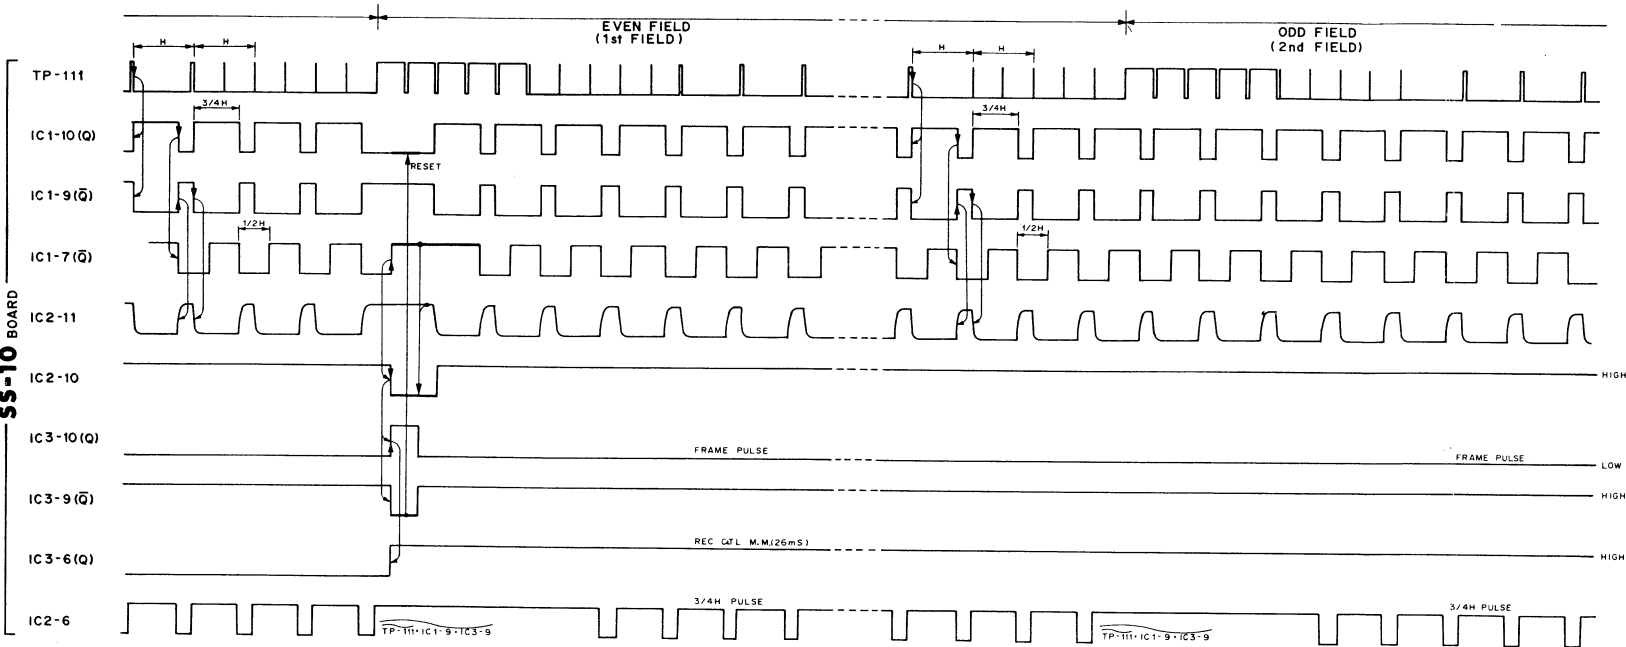 EVEN FIELD
(1st FIELD)
ODD FIELD
(2nd FIELD)
H H H H
TP-111
3/4H 3/4H
IC1-10(Q)
RESET
IC1-9(Q̄)
1/2H 1/2H
IC1-7(Q̄)
IC2-11
SS-10 BOARD
IC2-10 HIGH
IC3-10(Q) FRAME PULSE FRAME PULSE LOW
IC3-9(Q̄) HIGH
IC3-6(Q) REC CTL M.M.(26mS) HIGH
3/4H PULSE 3/4H PULSE
IC2-6
TP-111·IC1-9·IC3-9 TP-111·IC1-9·IC3-9